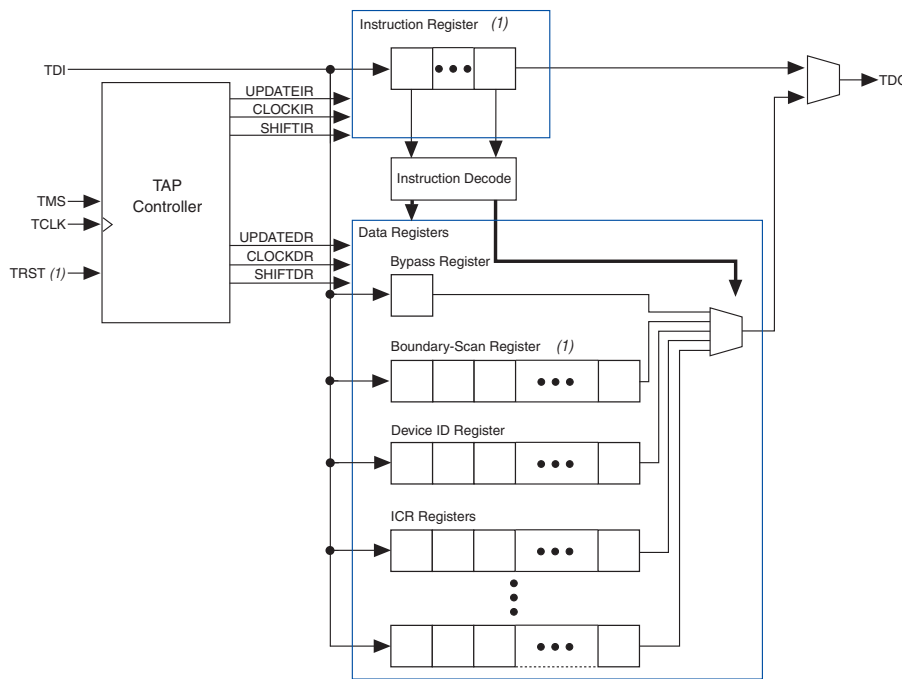 Instruction Register (1)
TDI
TDO
UPDATEIR
CLOCKIR
SHIFTIR
TAP
Controller
Instruction Decode
TMS
TCLK
TRST (1)
UPDATEDR
CLOCKDR
SHIFTDR
Data Registers
Bypass Register
Boundary-Scan Register (1)
Device ID Register
ICR Registers